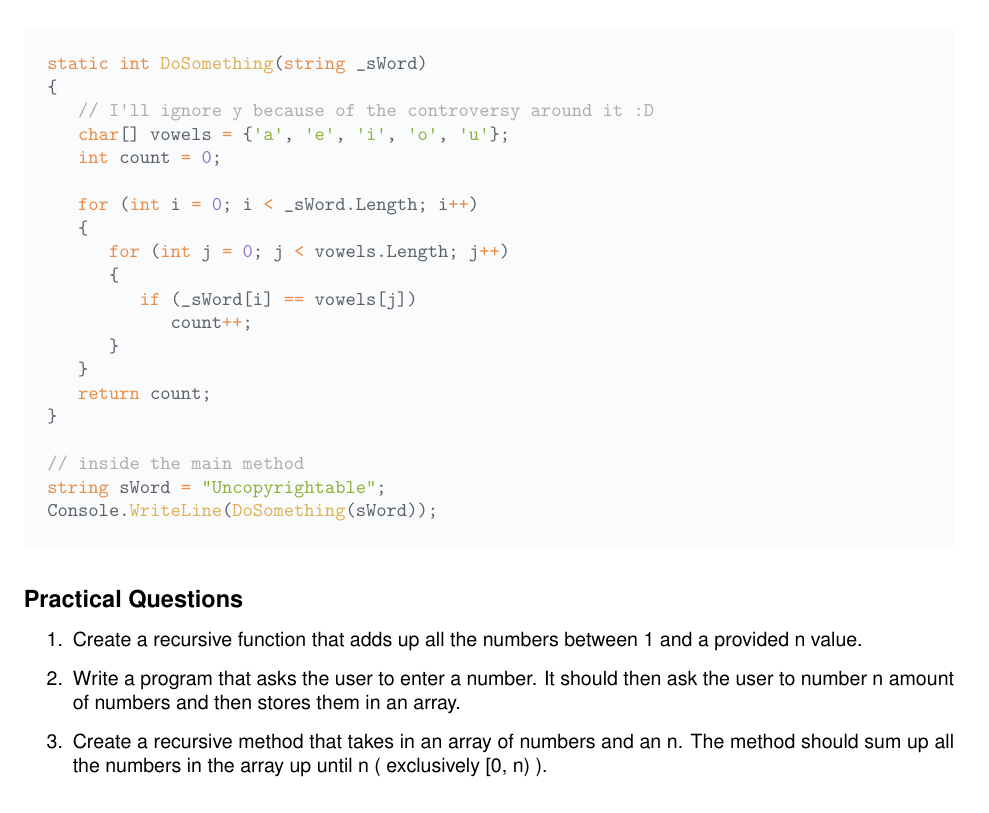 static int DoSomething(string _sWord)
{
// I'll ignore y because of the controversy around it :D
char[] vowels = {'a', 'e', 'i', 'o', 'u'};
int count = 0;
for (int i = 0; i < _sWord.Length; i++)
{
for (int j = 0; j < vowels.Length; j++)
{
if (_sWord[i] == vowels[j])
count++;
}
}
return count;
}
// inside the main method
string sWord = "Uncopyrightable";
Console.WriteLine(DoSomething(sWord));
Practical Questions
1. Create a recursive function that adds up all the numbers between 1 and a provided n value.
2. Write a program that asks the user to enter a number. It should then ask the user to number n amount
of numbers and then stores them in an array.
3. Create a recursive method that takes in an array of numbers and an n. The method should sum up all
the numbers in the array up until n ( exclusively [0, n) ).